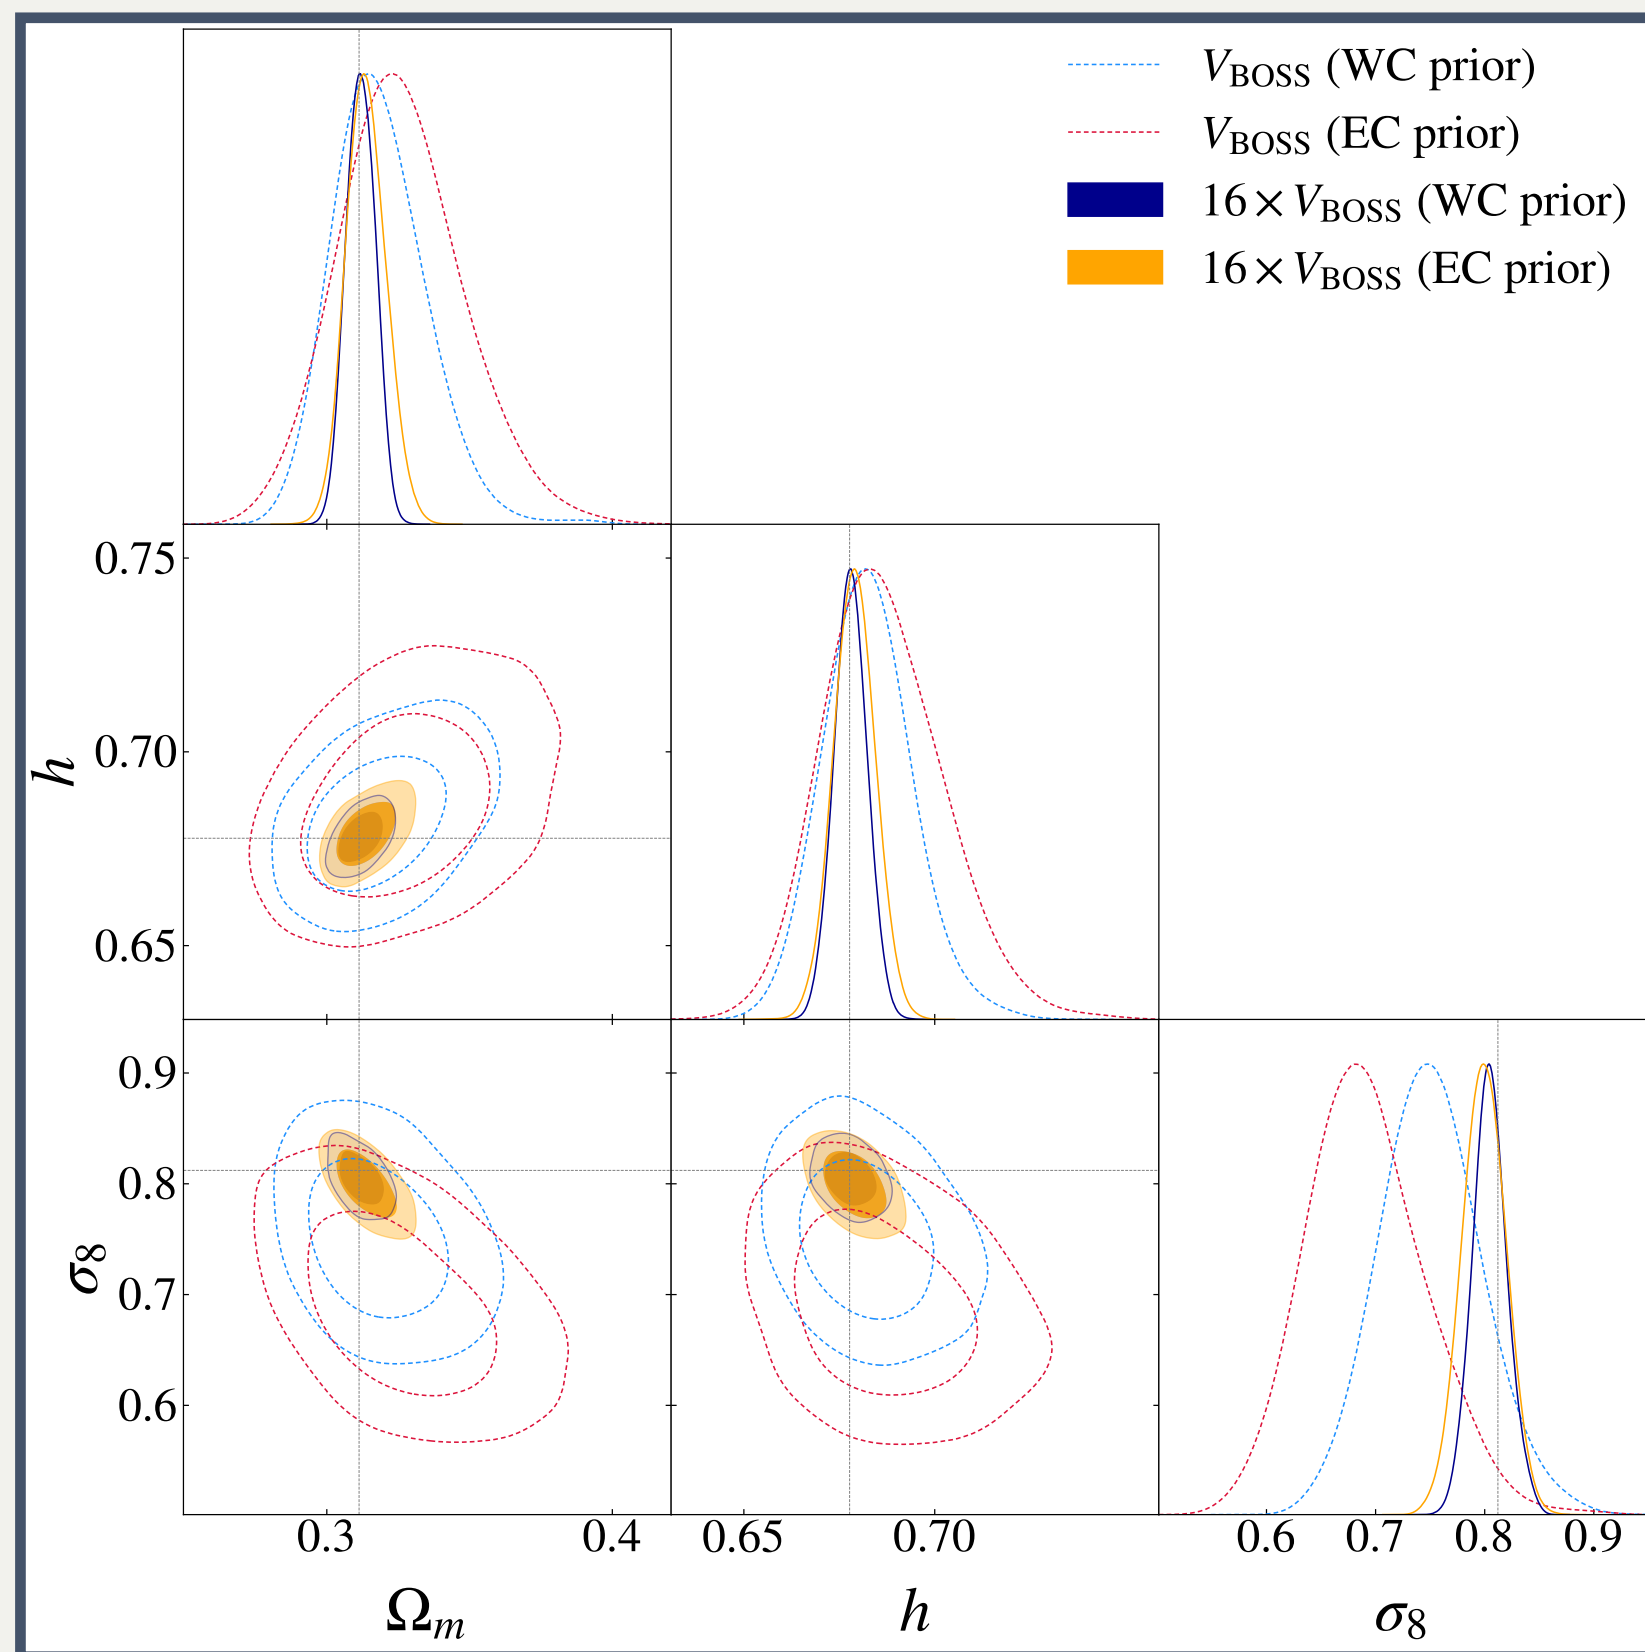 V_BOSS (WC prior)
V_BOSS (EC prior)
16 × V_BOSS (WC prior)
16 × V_BOSS (EC prior)
0.75
0.70
0.65
h
0.9
0.8
0.7
0.6
σ_8
0.3 0.4 0.65 0.70 0.6 0.7 0.8 0.9
Ω_m h σ_8